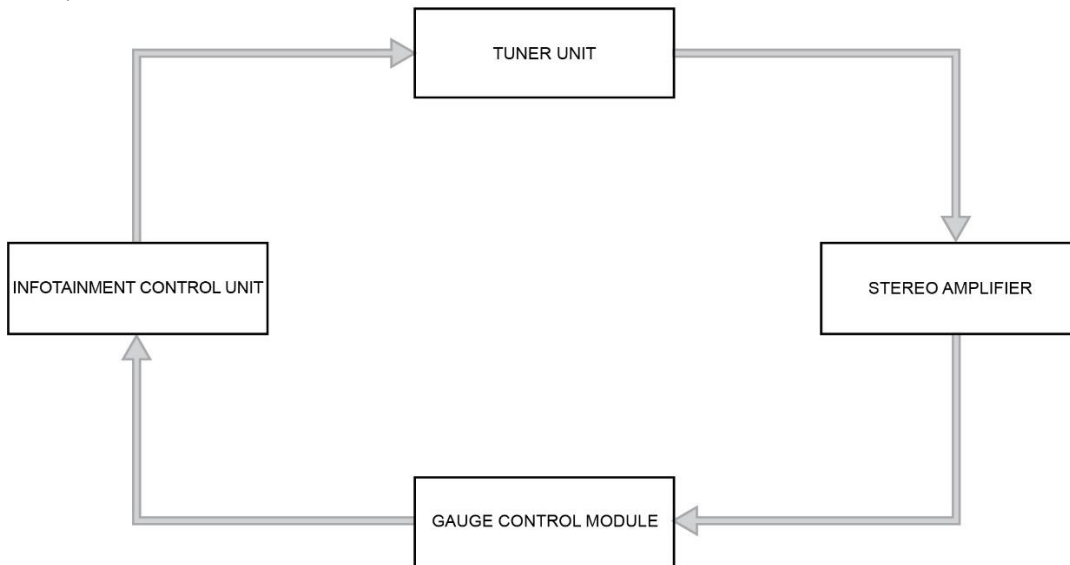 TUNER UNIT
INFOTAINMENT CONTROL UNIT
STEREO AMPLIFIER
GAUGE CONTROL MODULE